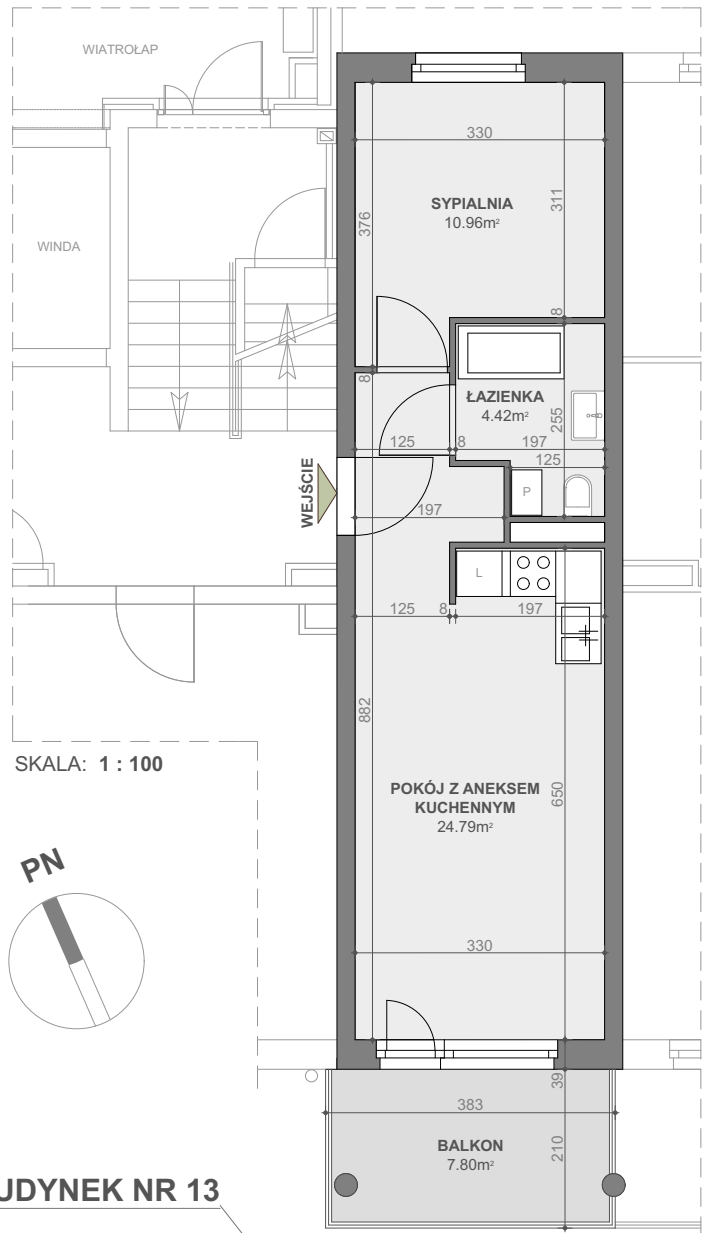 WIATROŁAP
330
SYPIALNIA
10.96m²
376
311
WINDA
8
8
ŁAZIENKA
4.42m²
255
125
8
197
125
WEJŚCIE
P
197
L
125
8
197
882
SKALA: 1 : 100
POKÓJ Z ANEKSEM
KUCHENNYM
24.79m²
650
PN
330
39
383
BALKON
7.80m²
210
UDYNEK NR 13